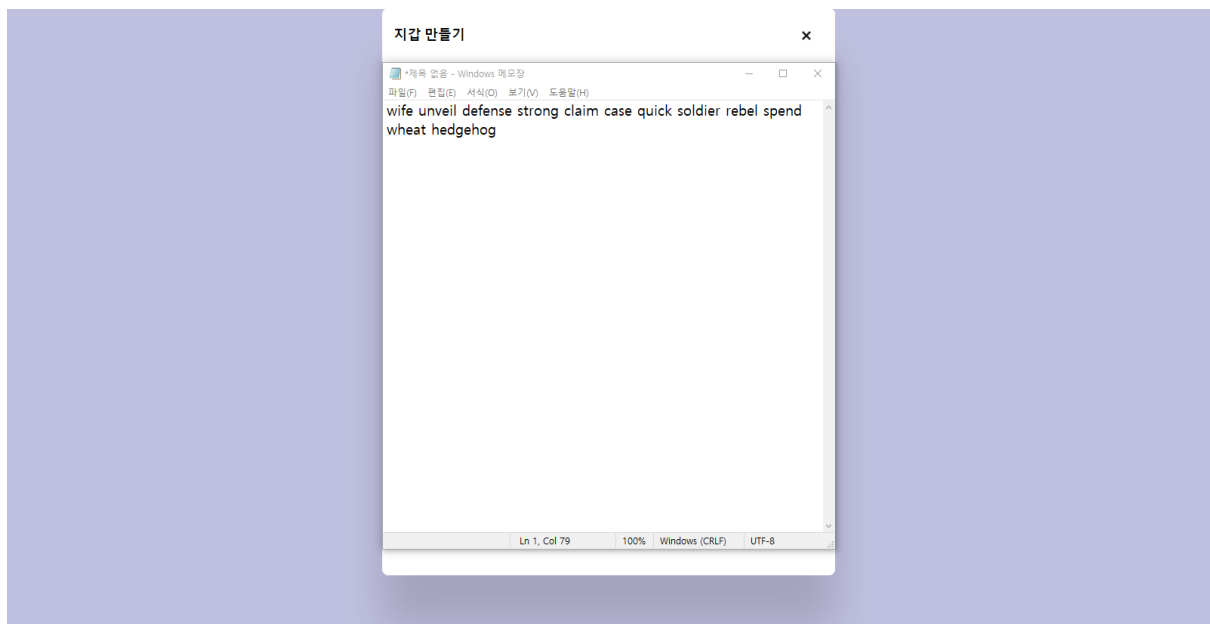 지갑 만들기
×
*제목 없음 - Windows 메모장
파일(F) 편집(E) 서식(O) 보기(V) 도움말(H)
wife unveil defense strong claim case quick soldier rebel spend
wheat hedgehog
Ln 1, Col 79 100% Windows (CRLF) UTF-8